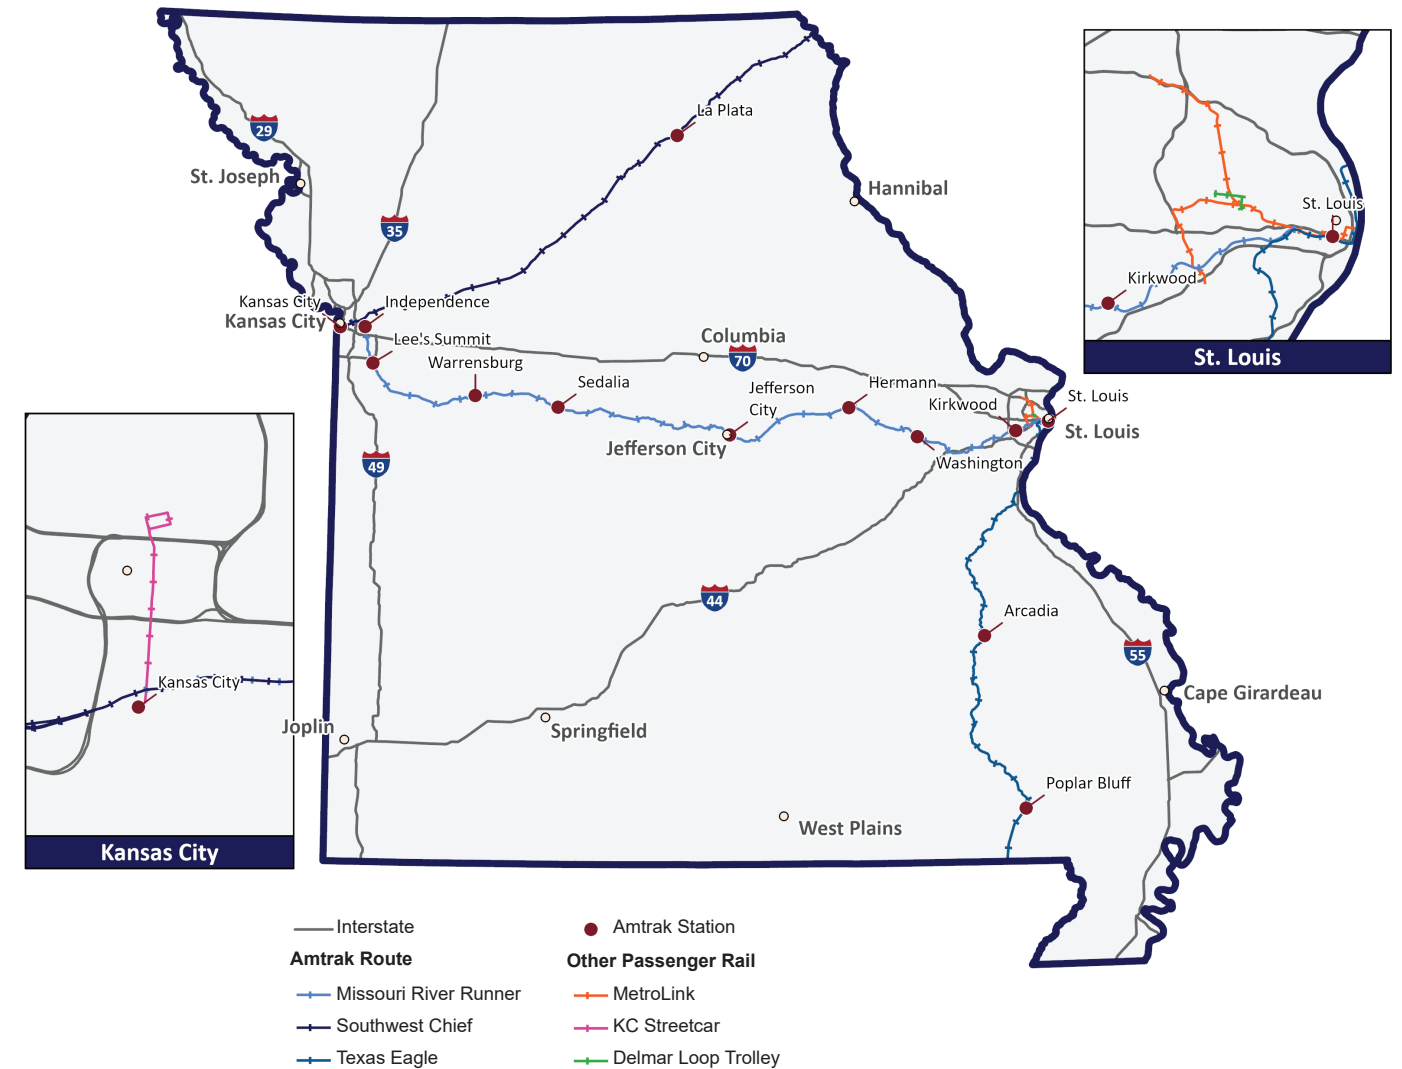 29
St. Joseph
35
La Plata
Hannibal
St. Louis
Kirkwood
St. Louis
Kansas City
Kansas City
Independence
Lee's Summit
Warrensburg
Sedalia
Columbia
70
Jefferson
City
Jefferson City
Hermann
Kirkwood
St. Louis
St. Louis
Washington
49
44
Arcadia
55
Cape Girardeau
Kansas City
Joplin
Springfield
Poplar Bluff
West Plains
Kansas City
Interstate
Amtrak Route
Missouri River Runner
Southwest Chief
Texas Eagle
Amtrak Station
Other Passenger Rail
MetroLink
KC Streetcar
Delmar Loop Trolley